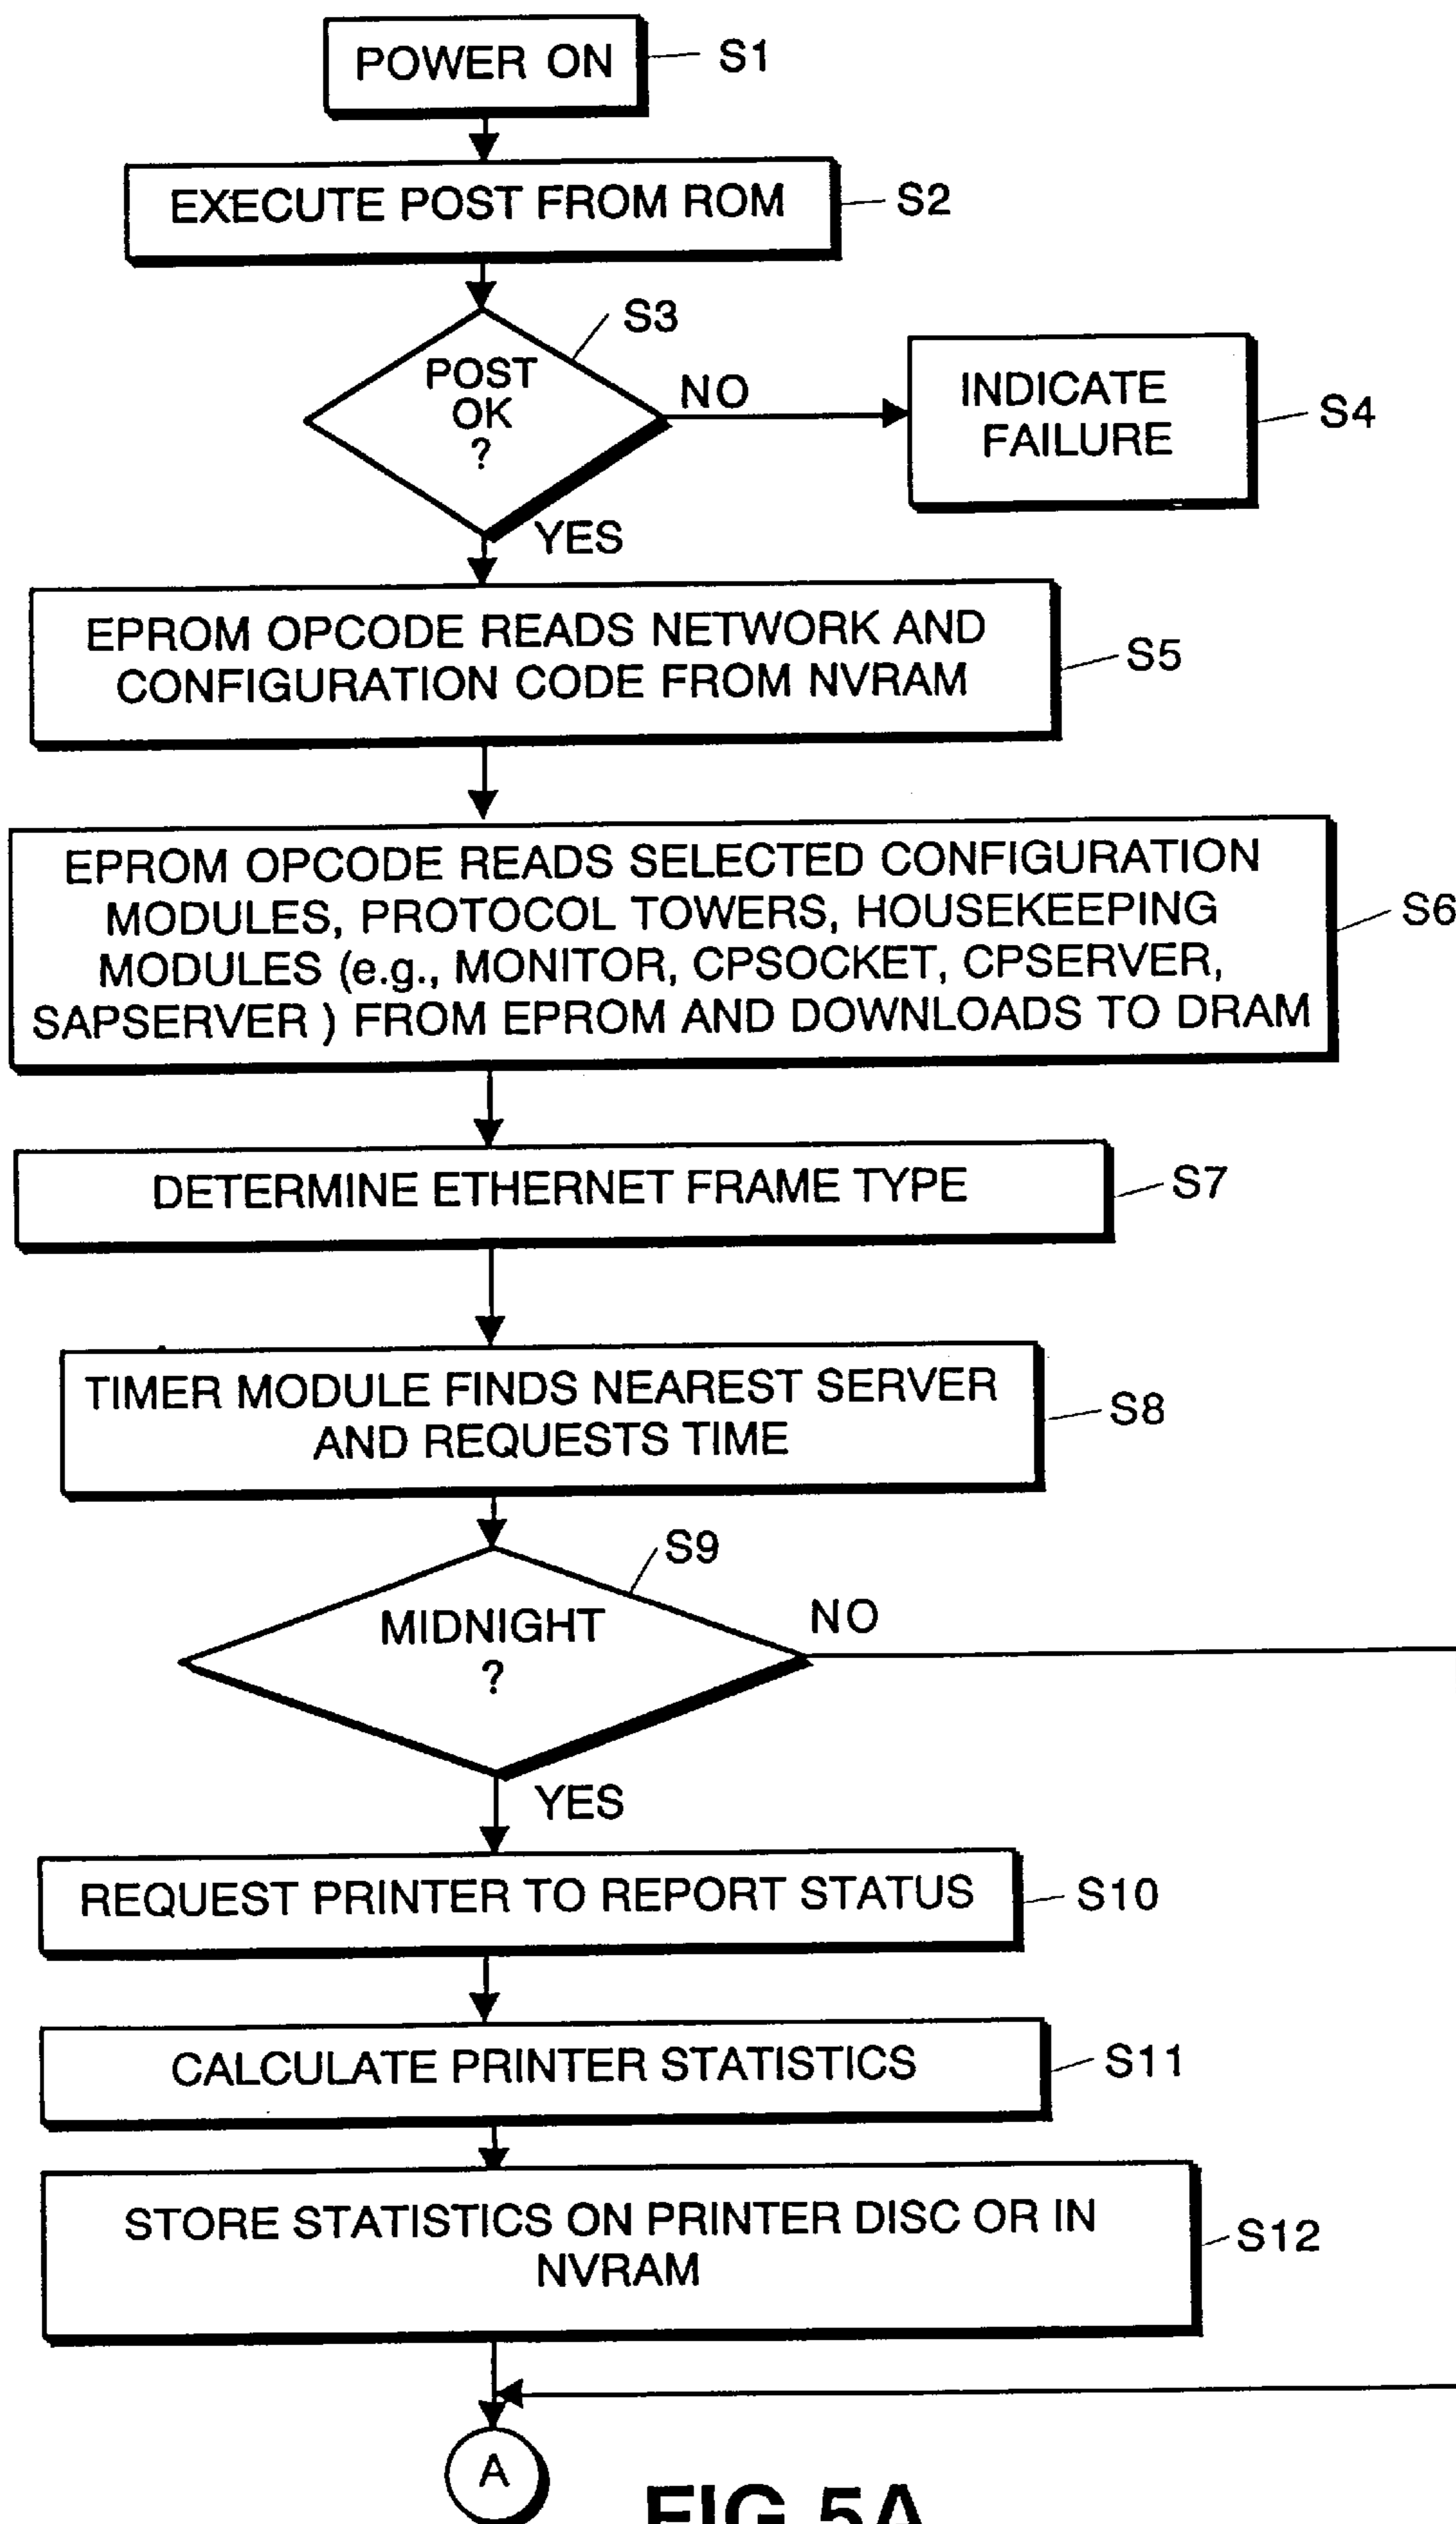 POWER ON
S1
EXECUTE POST FROM ROM
S2
S3
POST
OK
?
NO
INDICATE
FAILURE
S4
YES
EPROM OPCODE READS NETWORK AND
CONFIGURATION CODE FROM NVRAM
S5
EPROM OPCODE READS SELECTED CONFIGURATION
MODULES, PROTOCOL TOWERS, HOUSEKEEPING
MODULES (e.g., MONITOR, CPSOCKET, CPSERVER,
SAPSERVER ) FROM EPROM AND DOWNLOADS TO DRAM
S6
DETERMINE ETHERNET FRAME TYPE
S7
TIMER MODULE FINDS NEAREST SERVER
AND REQUESTS TIME
S8
S9
MIDNIGHT
?
NO
YES
REQUEST PRINTER TO REPORT STATUS
S10
CALCULATE PRINTER STATISTICS
S11
STORE STATISTICS ON PRINTER DISC OR IN
NVRAM
S12
A
FIG.5A